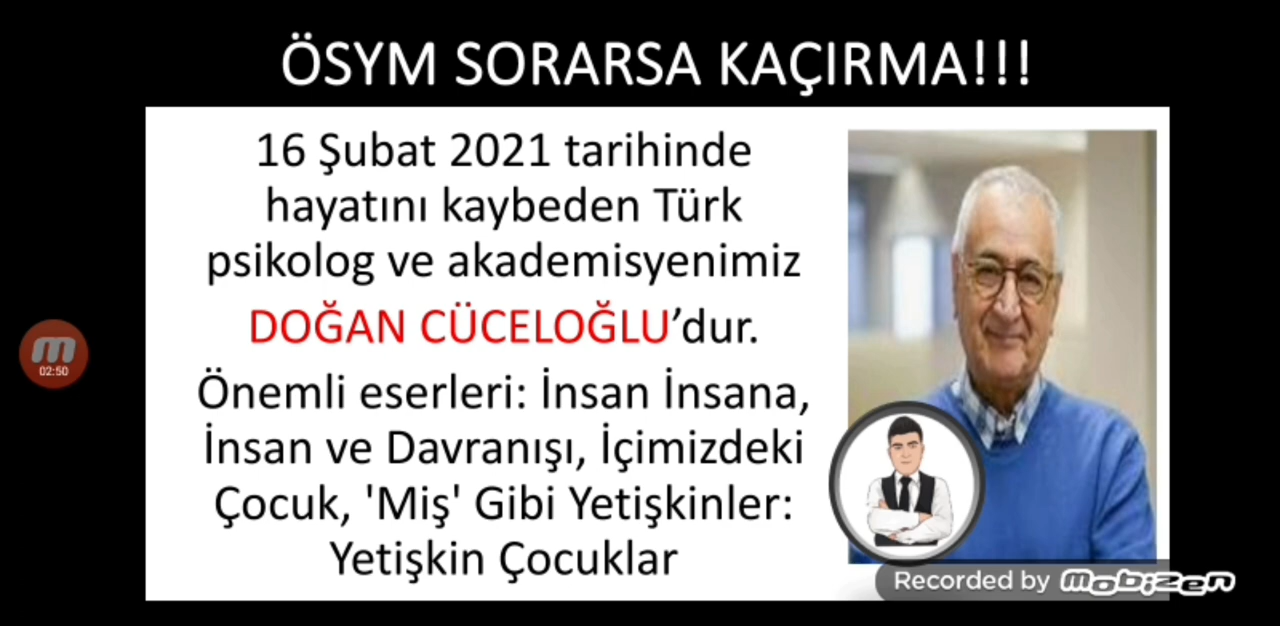 ÖSYM SORARSA KAÇIRMA!!!
16 Şubat 2021 tarihinde
hayatını kaybeden Türk
psikolog ve akademisyenimiz
DOĞAN CÜCELOĞLU’dur.
Önemli eserleri: İnsan İnsana,
İnsan ve Davranışı, İçimizdeki
Çocuk, 'Miş' Gibi Yetişkinler:
Yetişkin Çocuklar
m
02:50
Recorded by mobizen